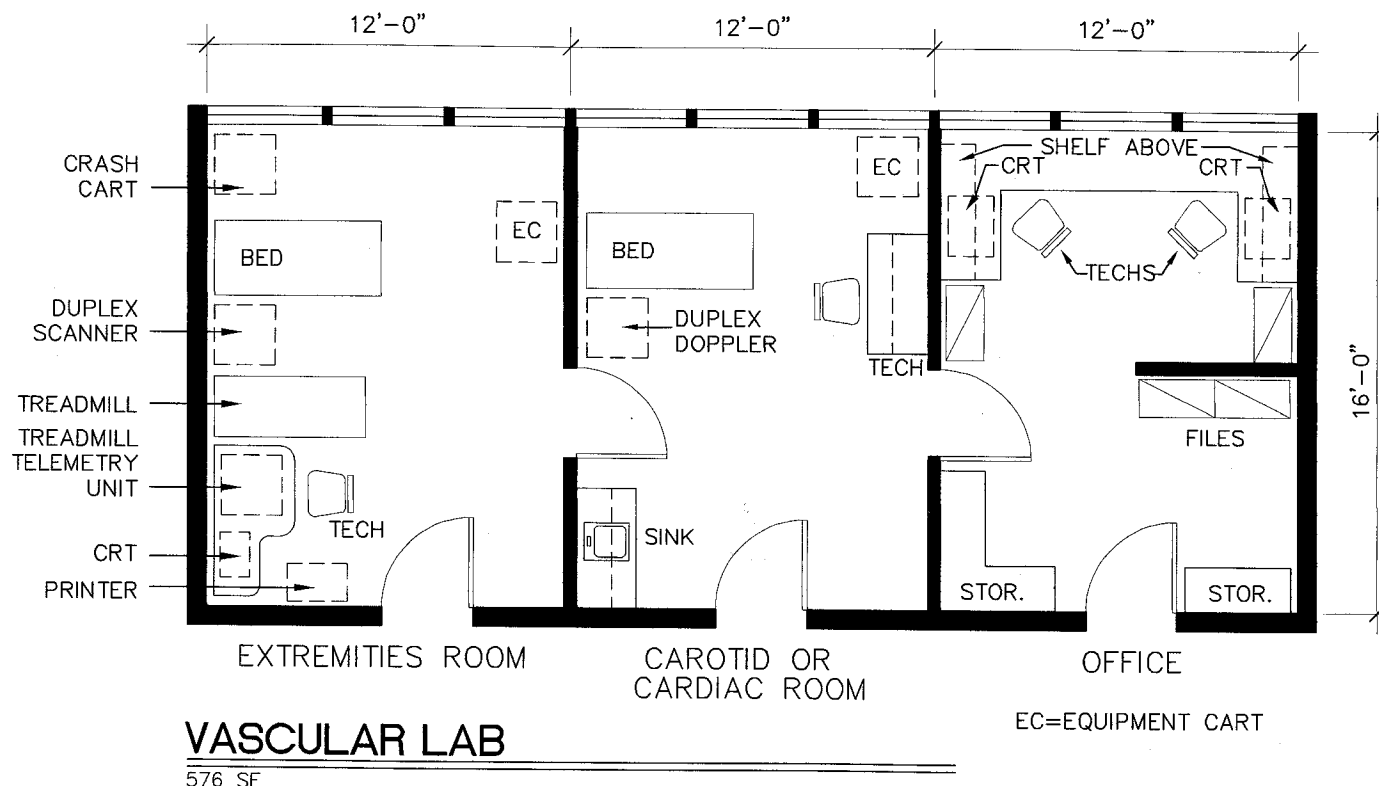 12'-0"
12'-0"
12'-0"
CRASH
CART
BED
DUPLEX
SCANNER
TREADMILL
TREADMILL
TELEMETRY
UNIT
CRT
PRINTER
TECH
EC
EC
BED
DUPLEX
DOPPLER
TECH
SINK
SHELF ABOVE
CRT
CRT
TECHS
FILES
STOR.
STOR.
16'-0"
EXTREMITIES ROOM
CAROTID OR
CARDIAC ROOM
OFFICE
EC=EQUIPMENT CART
VASCULAR LAB
576 SF